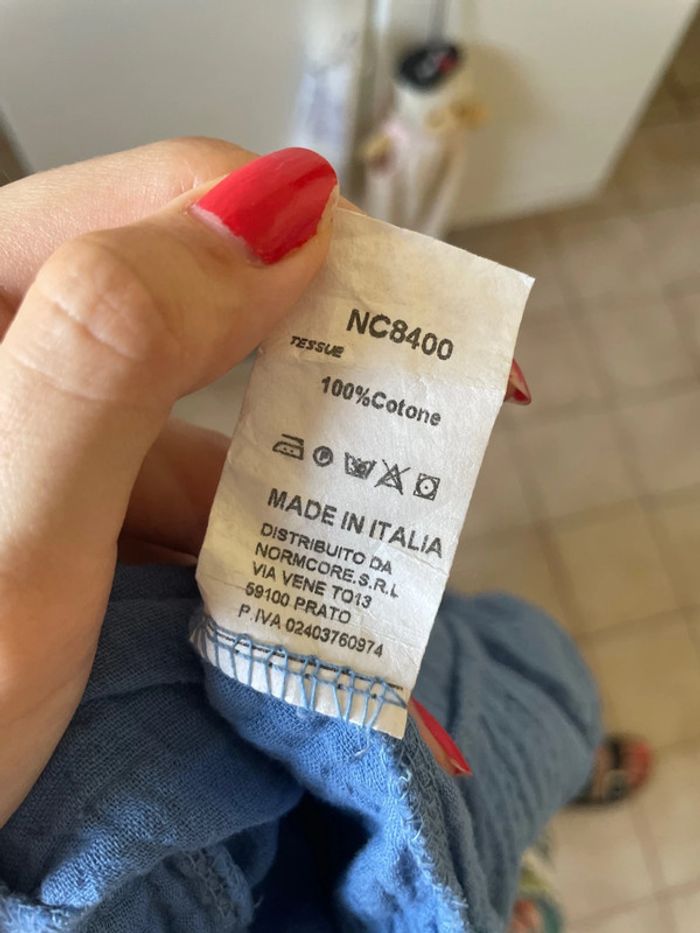 NC8400
TESSUE
100%Cotone
P
MADE IN ITALIA
DISTRIBUITO DA
NORMCORE.S.R.L
VIA VENE TO13
59100 PRATO
P.IVA 02403760974